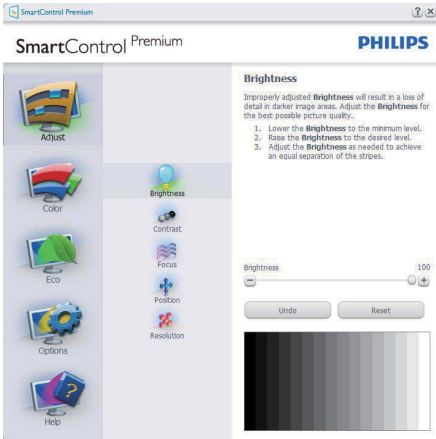 SmartControl Premium
SmartControl Premium
PHILIPS
Adjust
Color
Eco
Options
Help
Brightness
Contrast
Focus
Position
Resolution
Brightness
Improperly adjusted Brightness will result in a loss of
detail in darker image areas. Adjust the Brightness for
the best possible picture quality.
1. Lower the Brightness to the minimum level.
2. Raise the Brightness to the desired level.
3. Adjust the Brightness as needed to achieve
an equal separation of the stripes.
Brightness 100
Undo Reset